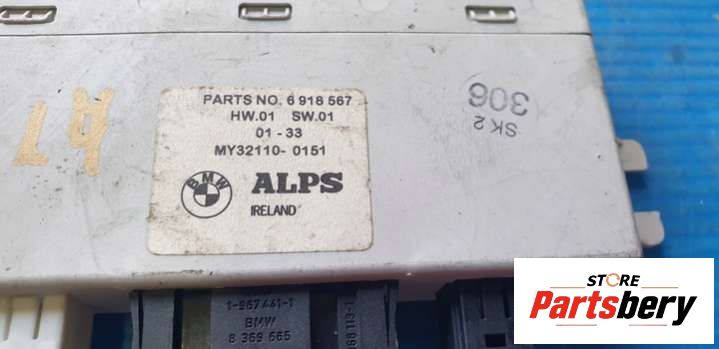 PARTS NO. 6 918 567
HW.01 SW.01
01 - 33
MY32110- 0151
BMW
ALPS
IRELAND
SK 2
306
1-967441-1
BMW
8 369 665
STORE
Partsbery